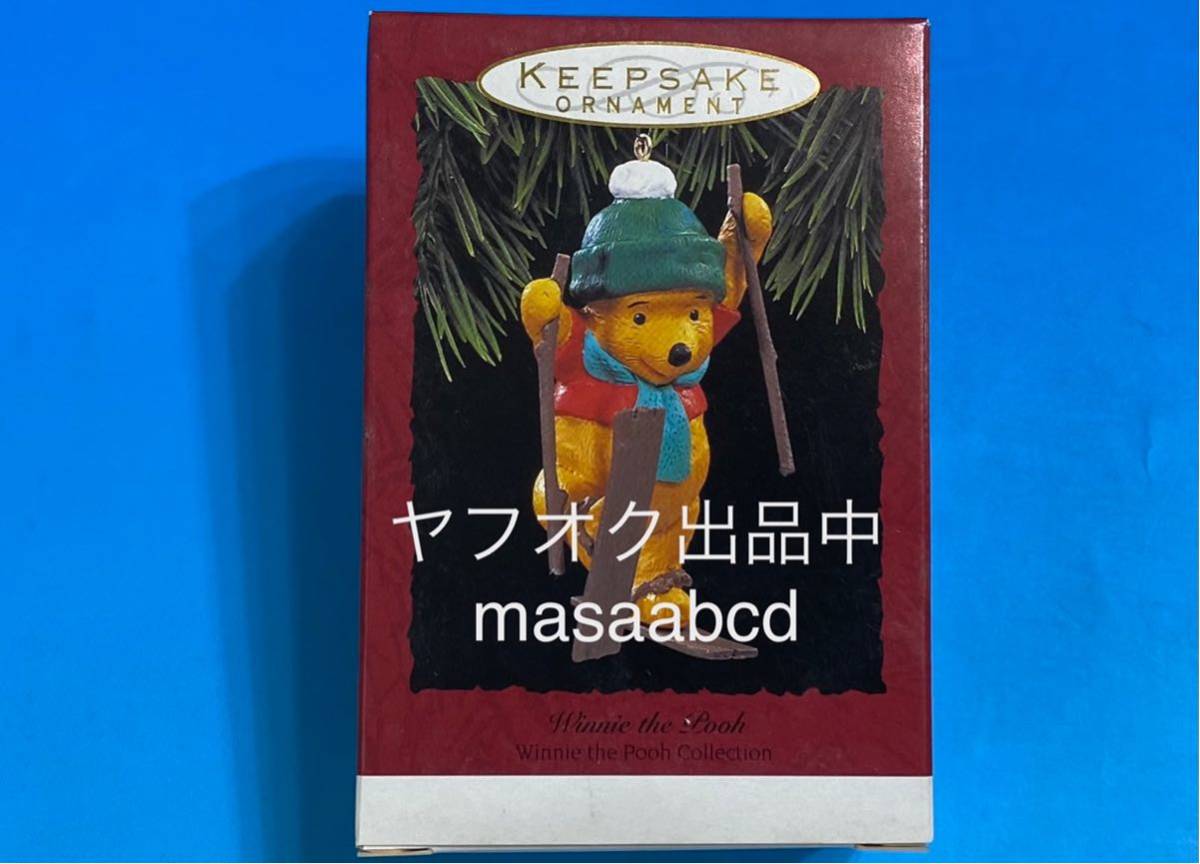 KEEPSAKE
ORNAMENT
ヤフオク出品中
masaabcd
Winnie the Pooh
Winnie the Pooh Collection